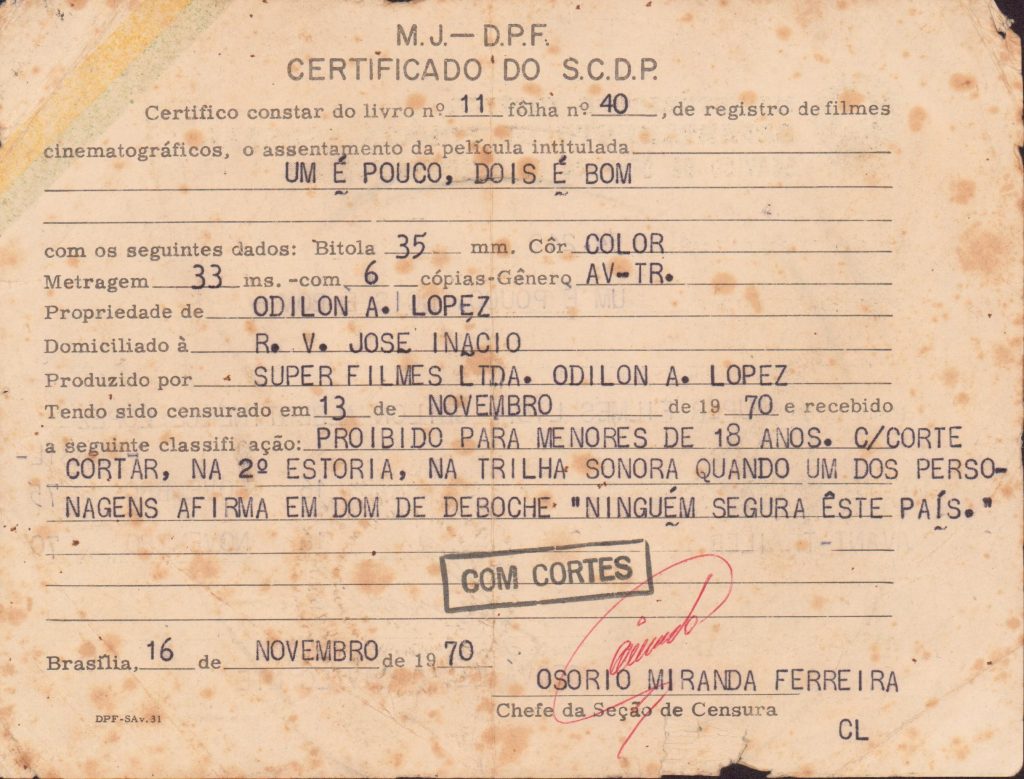 M.J.— D.P.F.
CERTIFICADO DO S.C.D.P.
Certifico constar do livro nº 11 fôlha nº 40, de registro de filmes
cinematográficos, o assentamento da película intitulada
UM É POUCO, DOIS É BOM
com os seguintes dados: Bitola 35 mm. Côr COLOR
Metragem 33 ms. -com 6 cópias-Gênero AV-TR.
Propriedade de ODILON A. LOPEZ
Domiciliado à R. V. JOSE INÁCIO
Produzido por SUPER FILMES LTDA. ODILON A. LOPEZ
Tendo sido censurado em 13 de NOVEMBRO de 19 70 e recebido
a seguinte classifi ação: PROIBIDO PARA MENORES DE 18 ANOS. C/CORTE
CORTAR, NA 2º ESTORIA, NA TRILHA SONORA QUANDO UM DOS PERSO-
NAGENS AFIRMA EM DOM DE DEBOCHE "NINGUÉM SEGURA ÊSTE PAÍS."
COM CORTES
Brasília, 16 de NOVEMBRO de 19 70
OSORIO MIRANDA FERREIRA
Chefe da Seção de Censura
DPF-SAv. 31
CL